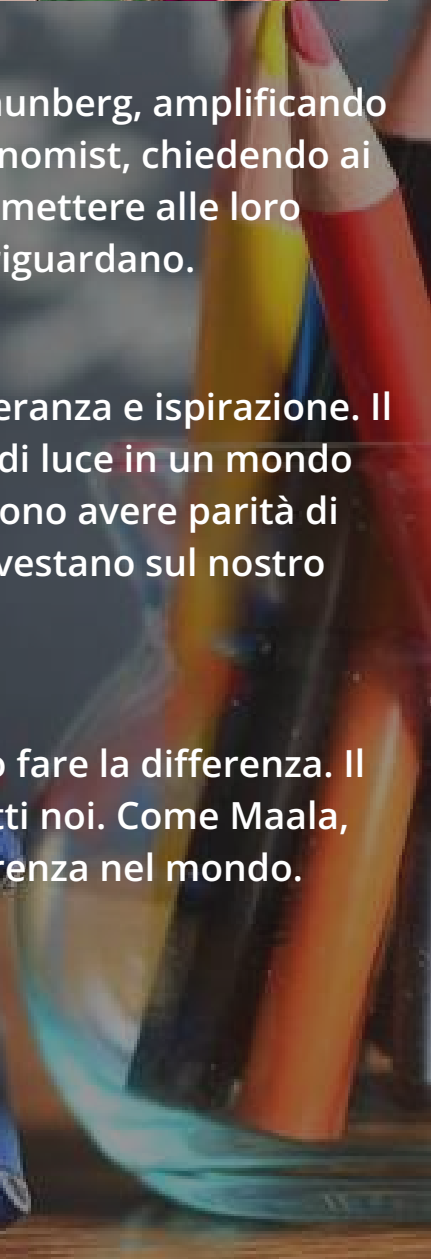 unberg, amplificando
nomist, chiedendo ai
mettere alle loro
riguardano.
eranza e ispirazione. Il
di luce in un mondo
ono avere parità di
vestano sul nostro
o fare la differenza. Il
tti noi. Come Maala,
renza nel mondo.